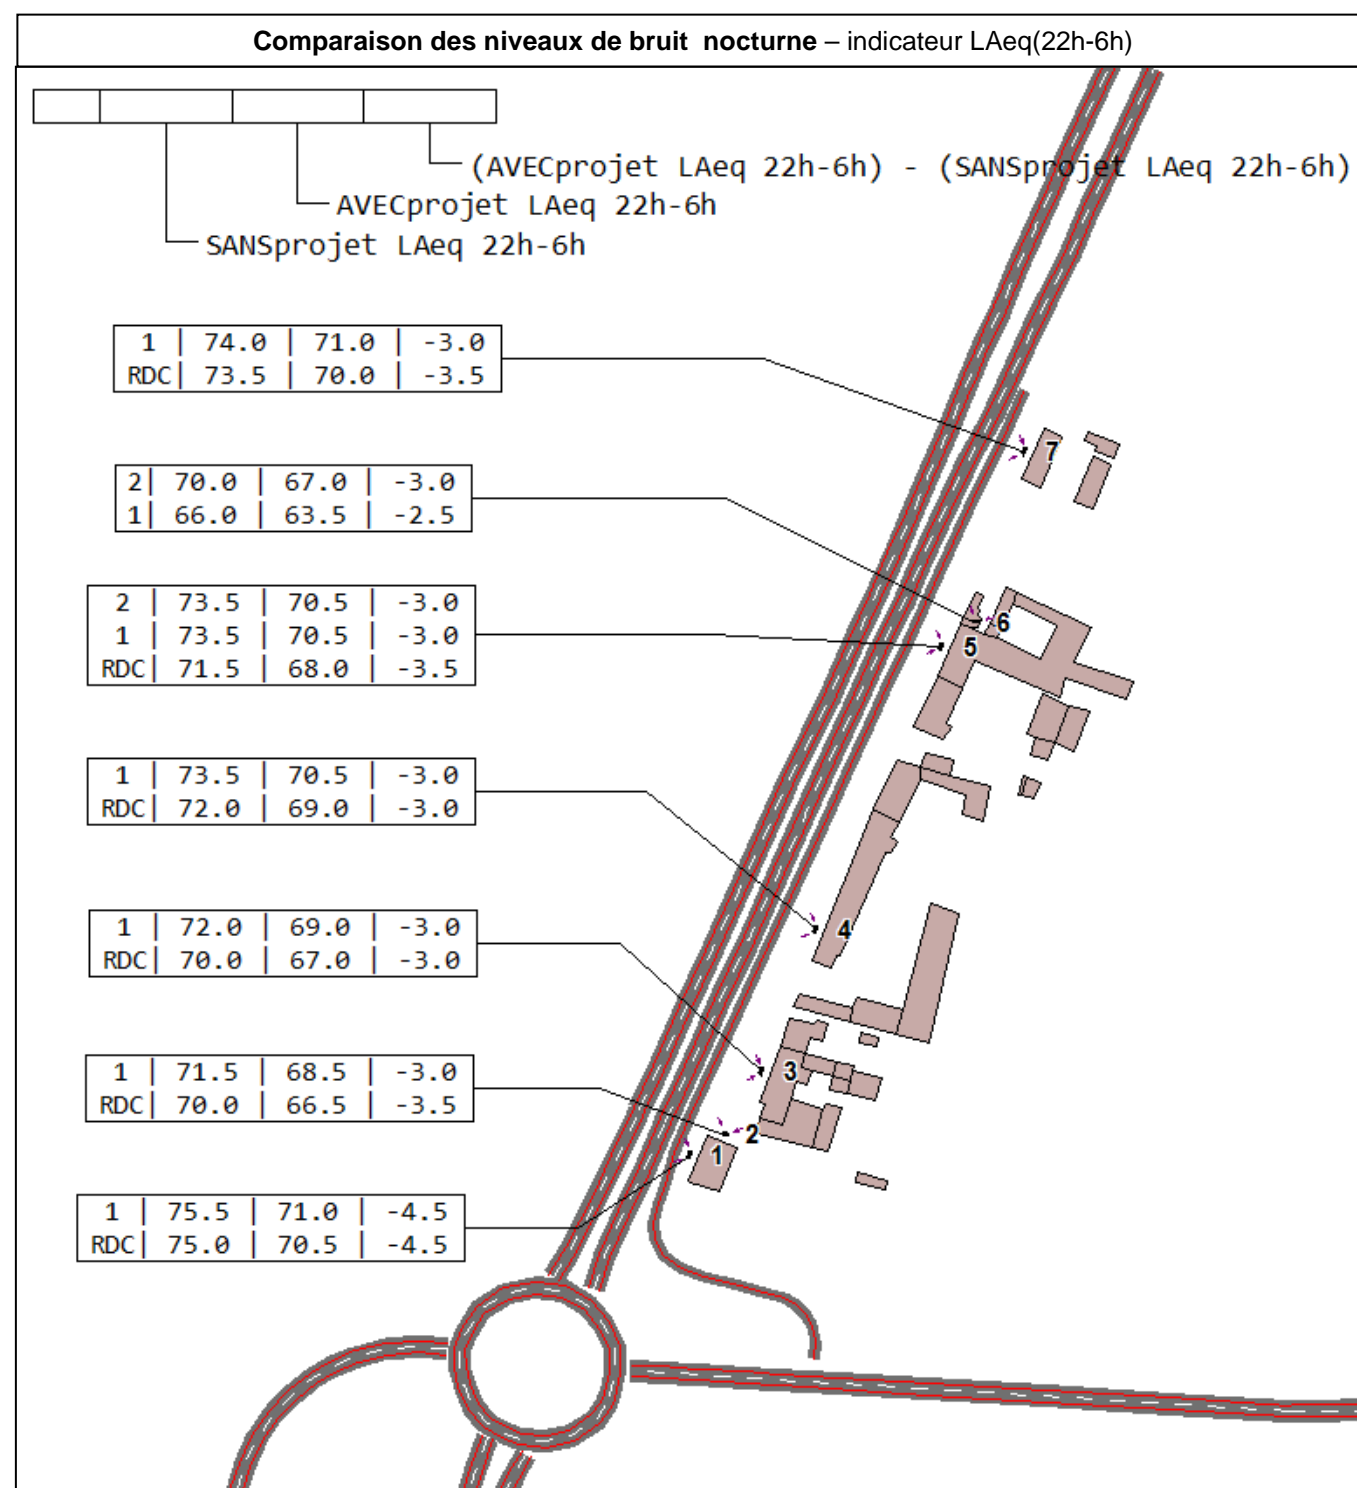 Comparaison des niveaux de bruit nocturne – indicateur LAeq(22h-6h)
(AVECprojet LAeq 22h-6h) - (SANSprojet LAeq 22h-6h)
AVECprojet LAeq 22h-6h
SANSprojet LAeq 22h-6h
1 | 74.0 | 71.0 | -3.0
RDC| 73.5 | 70.0 | -3.5
7
2| 70.0 | 67.0 | -3.0
1| 66.0 | 63.5 | -2.5
2 | 73.5 | 70.5 | -3.0
1 | 73.5 | 70.5 | -3.0
RDC| 71.5 | 68.0 | -3.5
6
5
1 | 73.5 | 70.5 | -3.0
RDC| 72.0 | 69.0 | -3.0
4
1 | 72.0 | 69.0 | -3.0
RDC| 70.0 | 67.0 | -3.0
3
1 | 71.5 | 68.5 | -3.0
RDC| 70.0 | 66.5 | -3.5
2
1
1 | 75.5 | 71.0 | -4.5
RDC| 75.0 | 70.5 | -4.5